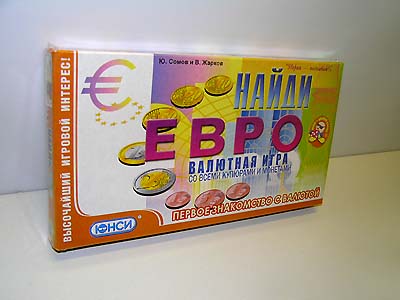 Ю. Сомов и В. Жарков
НАЙДИ
ЕВРО
ВАЛЮТНАЯ ИГРА
СО ВСЕМИ КУПЮРАМИ И МОНЕТАМИ
ПЕРВОЕ ЗНАКОМСТВО С ВАЛЮТОЙ
ВЫСОЧАЙШИЙ ИГРОВОЙ ИНТЕРЕС!
ЮНСИ